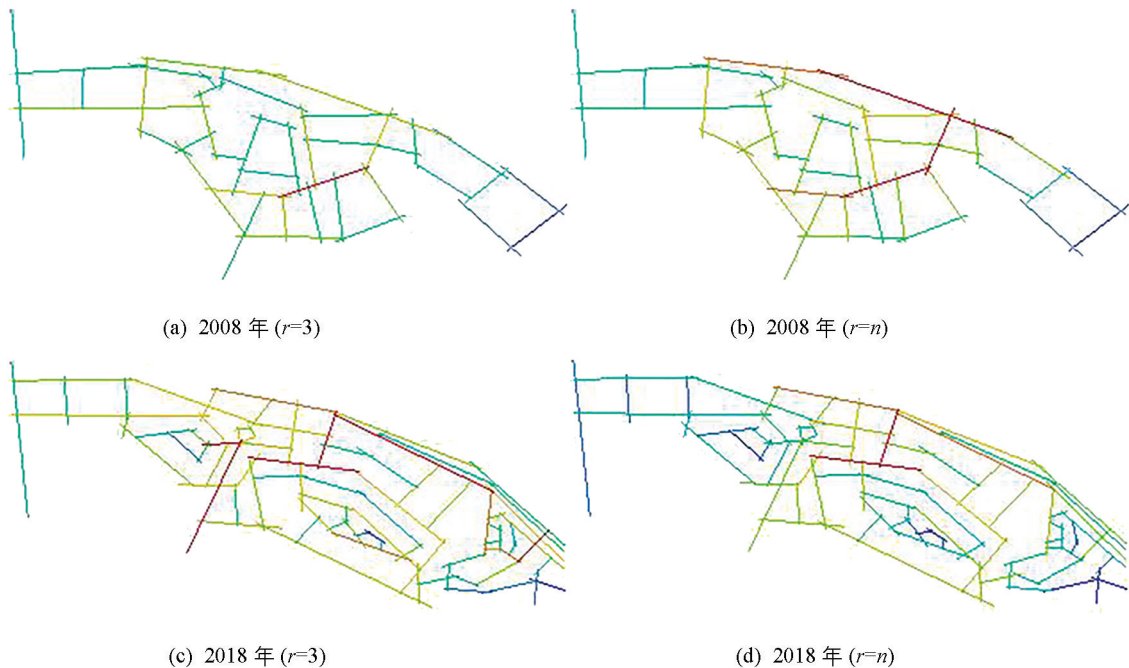 (a) 2008 年 (r=3)
(b) 2008 年 (r=n)
(c) 2018 年 (r=3)
(d) 2018 年 (r=n)